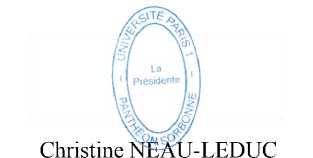 UNIVERSITÉ PARIS 1
La
Présidente
PANTHÉON SORBONNE
Christine NEAU-LEDUC